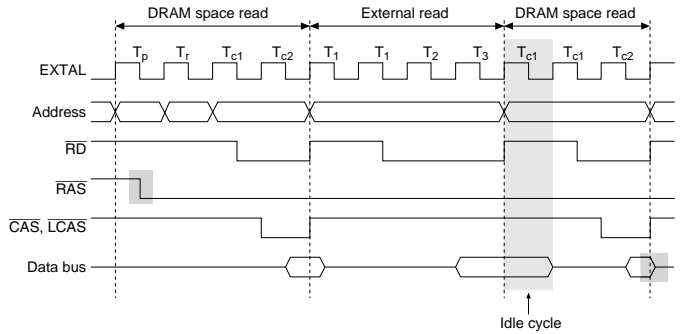 DRAM space read External read DRAM space read
EXTAL Tp Tr Tc1 Tc2 T1 T1 T2 T3 Tc1 Tc1 Tc2
Address
RD
RAS
CAS, LCAS
Data bus
Idle cycle